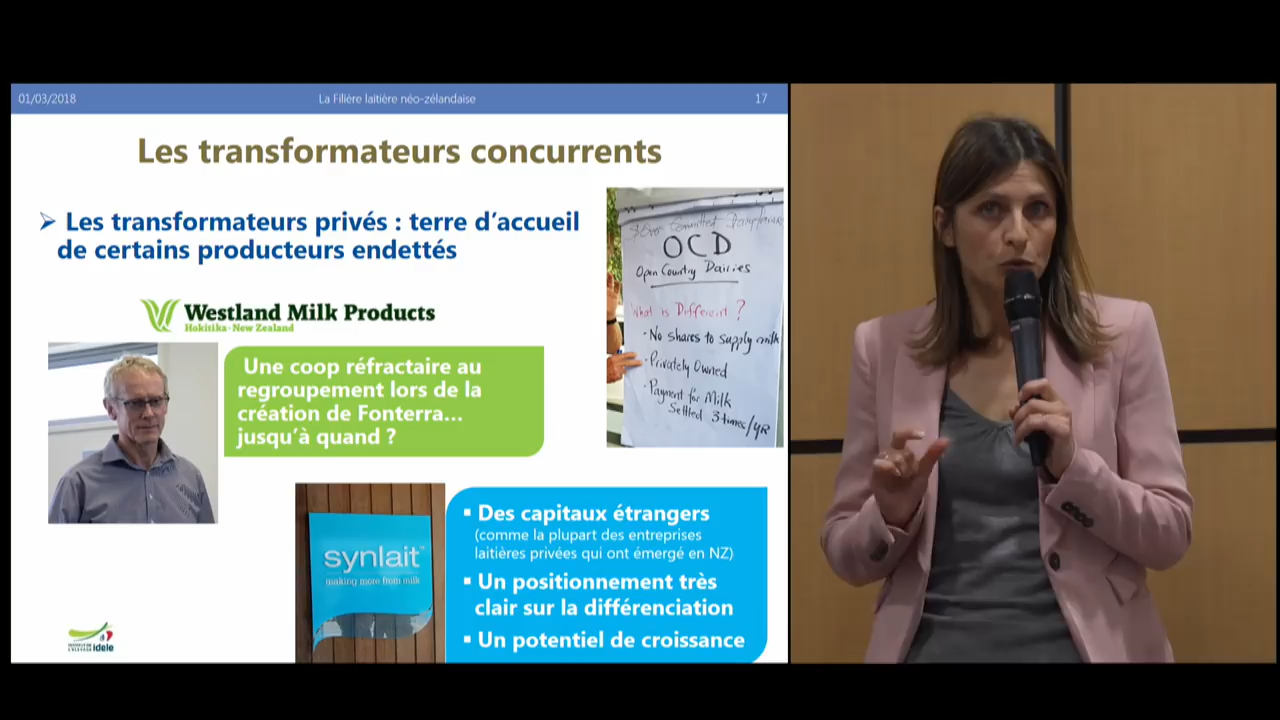 01/03/2018
La Filière laitière néo-zélandaise
17
Les transformateurs concurrents
➢ Les transformateurs privés : terre d’accueil
de certains producteurs endettés
OCD
Open Country Dairies
What is Different ?
· No shares to supply milk
· Privately Owned
· Payment for Milk
Settled 3 times/yr
Westland Milk Products
Hokitika · New Zealand
Une coop réfractaire au
regroupement lors de la
création de Fonterra…
jusqu’à quand ?
synlait
making more from milk
▪ Des capitaux étrangers
(comme la plupart des entreprises
laitières privées qui ont émergé en NZ)
▪ Un positionnement très
clair sur la différenciation
▪ Un potentiel de croissance
INSTITUT DE
L'ELEVAGE idele